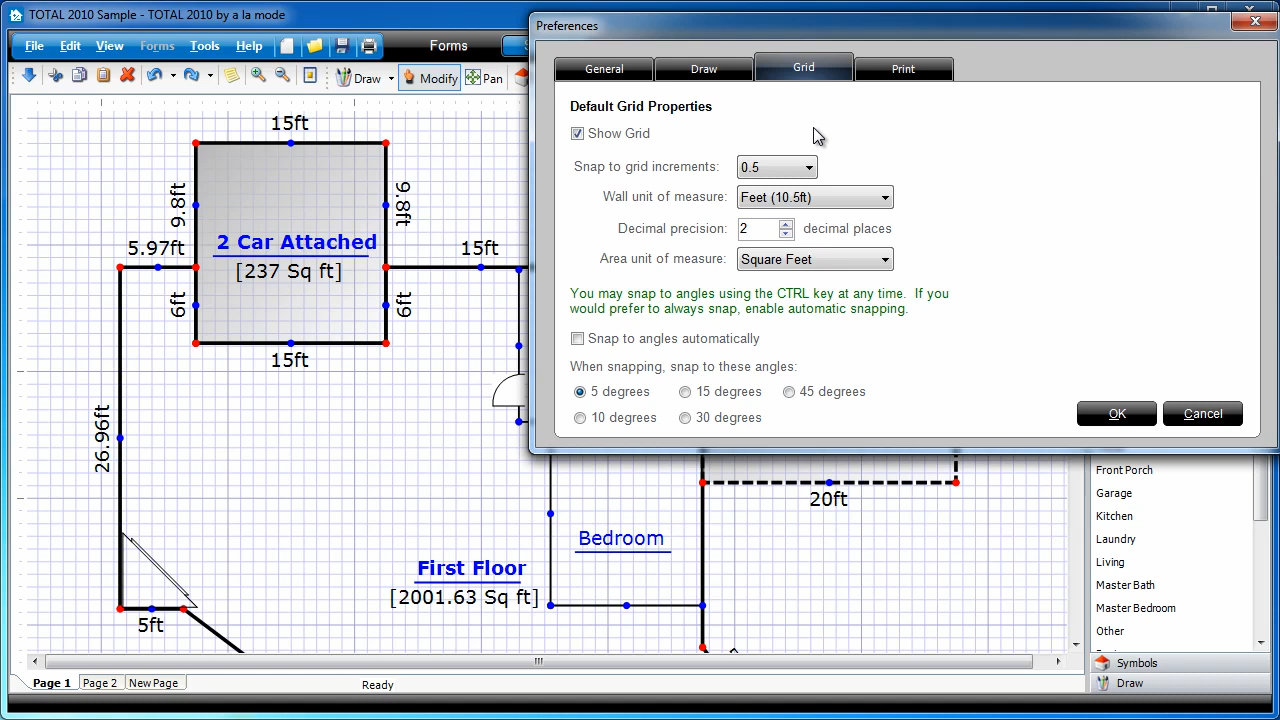 TOTAL 2010 Sample - TOTAL 2010 by a la mode
File Edit View Forms Tools Help
Forms
Draw Modify Pan
15ft
9.8ft
9.8ft
5.97ft
2 Car Attached
[237 Sq ft]
15ft
6ft
6ft
15ft
26.96ft
5ft
First Floor
[2001.63 Sq ft]
Bedroom
20ft
Preferences
General Draw Grid Print
Default Grid Properties
Show Grid
Snap to grid increments: 0.5
Wall unit of measure: Feet (10.5ft)
Decimal precision: 2 decimal places
Area unit of measure: Square Feet
You may snap to angles using the CTRL key at any time. If you
would prefer to always snap, enable automatic snapping.
Snap to angles automatically
When snapping, snap to these angles:
5 degrees 15 degrees 45 degrees
10 degrees 30 degrees
OK Cancel
Front Porch
Garage
Kitchen
Laundry
Living
Master Bath
Master Bedroom
Other
Symbols
Draw
Page 1 Page 2 New Page
Ready